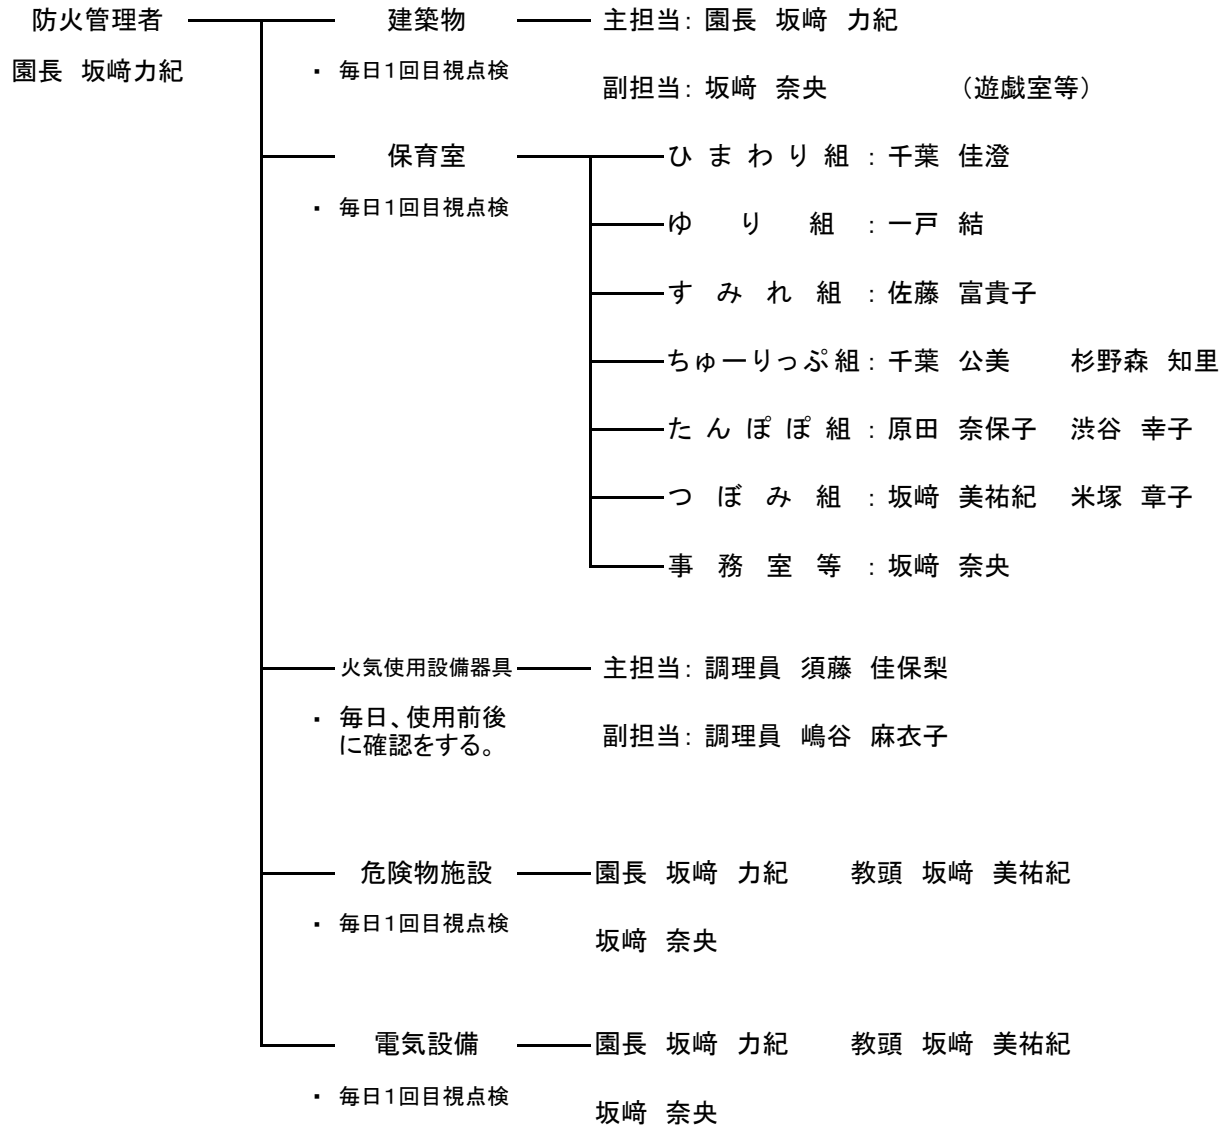 防火管理者 建築物 主担当：園長 坂﨑 力紀
園長 坂﨑力紀 ・ 毎日1回目視点検
副担当：坂﨑 奈央 （遊戯室等）
保育室 ひまわり組：千葉 佳澄
・ 毎日1回目視点検
ゆり組：一戸 結
すみれ組：佐藤 富貴子
ちゅーりっぷ組：千葉 公美 杉野森 知里
たんぽぽ組：原田 奈保子 渋谷 幸子
つぼみ組：坂﨑 美祐紀 米塚 章子
事務室等：坂﨑 奈央
火気使用設備器具 主担当：調理員 須藤 佳保梨
・ 毎日、使用前後
に確認をする。
副担当：調理員 嶋谷 麻衣子
危険物施設 園長 坂﨑 力紀 教頭 坂﨑 美祐紀
・ 毎日1回目視点検
坂﨑 奈央
電気設備 園長 坂﨑 力紀 教頭 坂﨑 美祐紀
・ 毎日1回目視点検
坂﨑 奈央